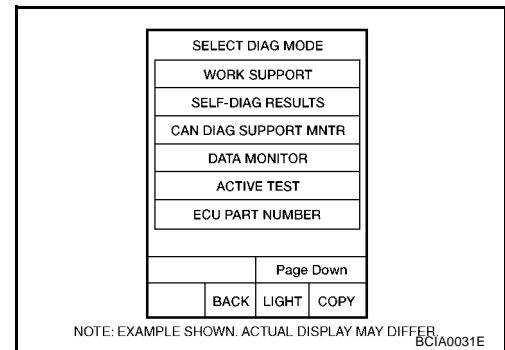 SELECT DIAG MODE
WORK SUPPORT
SELF-DIAG RESULTS
CAN DIAG SUPPORT MNTR
DATA MONITOR
ACTIVE TEST
ECU PART NUMBER
Page Down
BACK LIGHT COPY
NOTE: EXAMPLE SHOWN. ACTUAL DISPLAY MAY DIFFER.
BCIA0031E